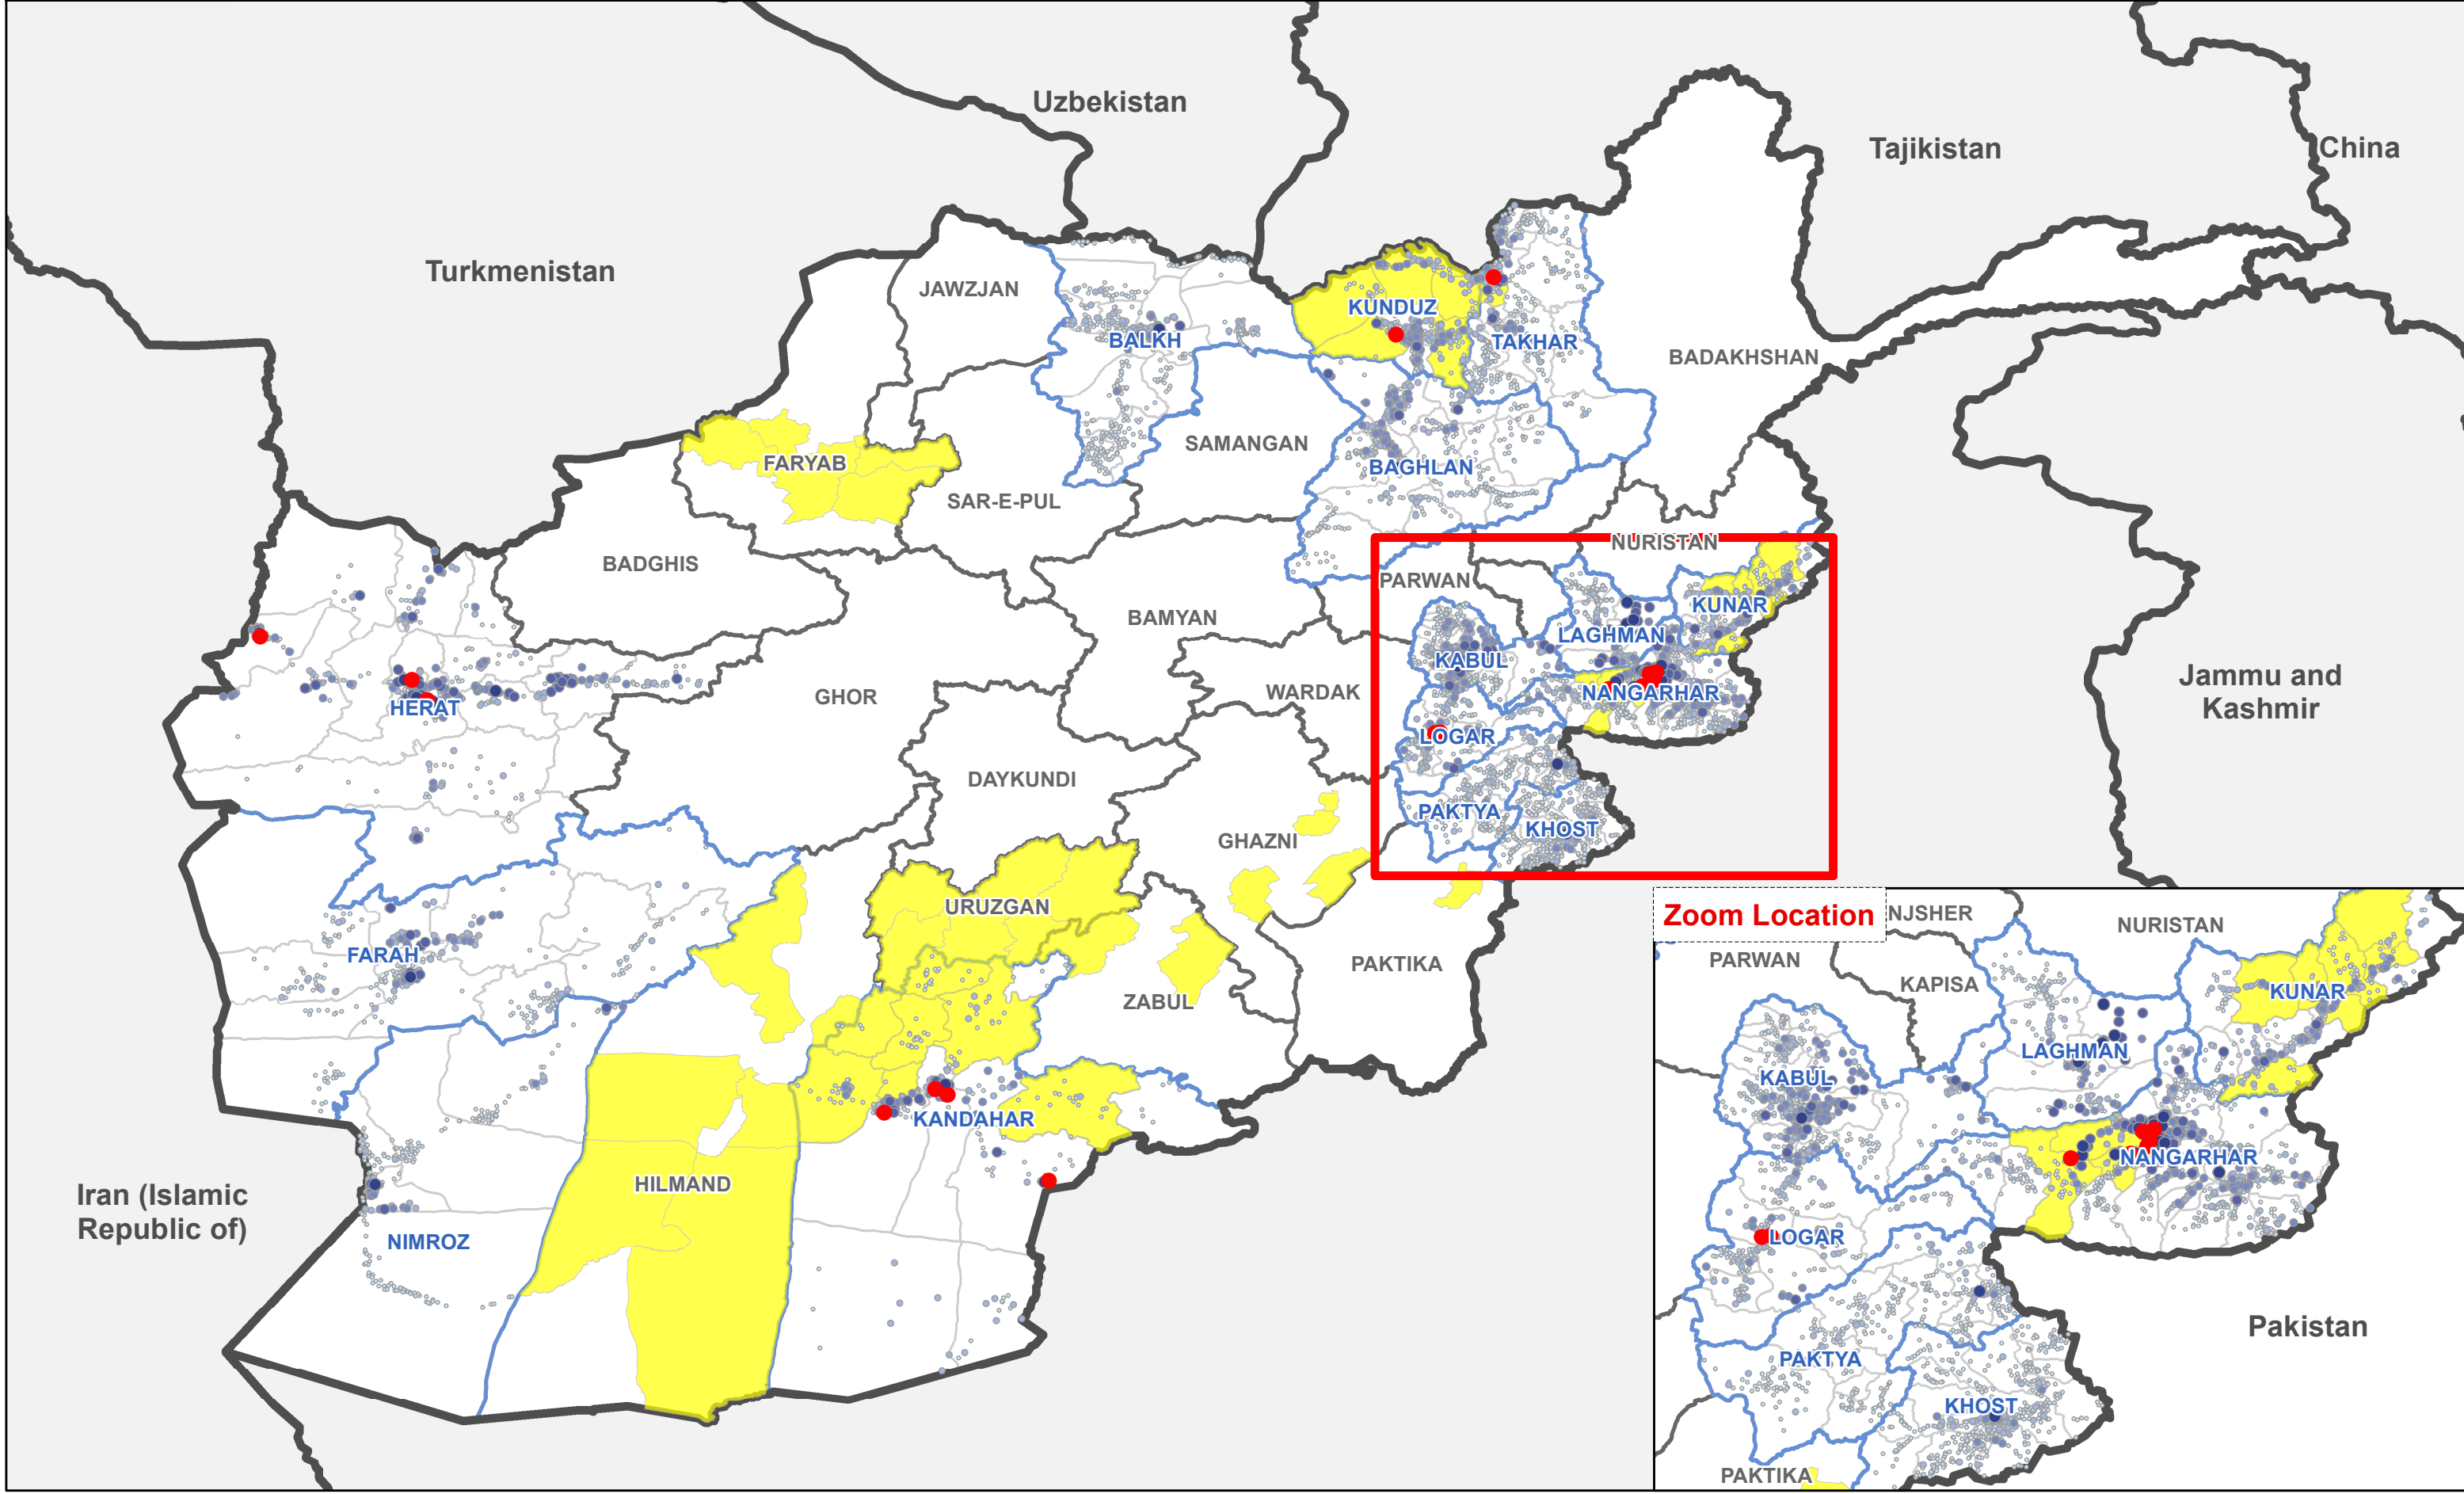 Uzbekistan
Tajikistan
China
Turkmenistan
JAWZJAN
KUNDUZ
BALKH
TAKHAR
BADAKHSHAN
FARYAB
SAMANGAN
BAGHLAN
SAR-E-PUL
NURISTAN
BADGHIS
PARWAN
KUNAR
BAMYAN
LAGHMAN
KABUL
WARDAK
NANGARHAR
GHOR
HERAT
Jammu and
Kashmir
LOGAR
DAYKUNDI
PAKTYA
KHOST
GHAZNI
URUZGAN
FARAH
PAKTIKA
ZABUL
KANDAHAR
HILMAND
Iran (Islamic
Republic of)
NIMROZ
Zoom Location
NJSHER
NURISTAN
PARWAN
KAPISA
KUNAR
LAGHMAN
KABUL
NANGARHAR
LOGAR
Pakistan
PAKTYA
KHOST
PAKTIKA